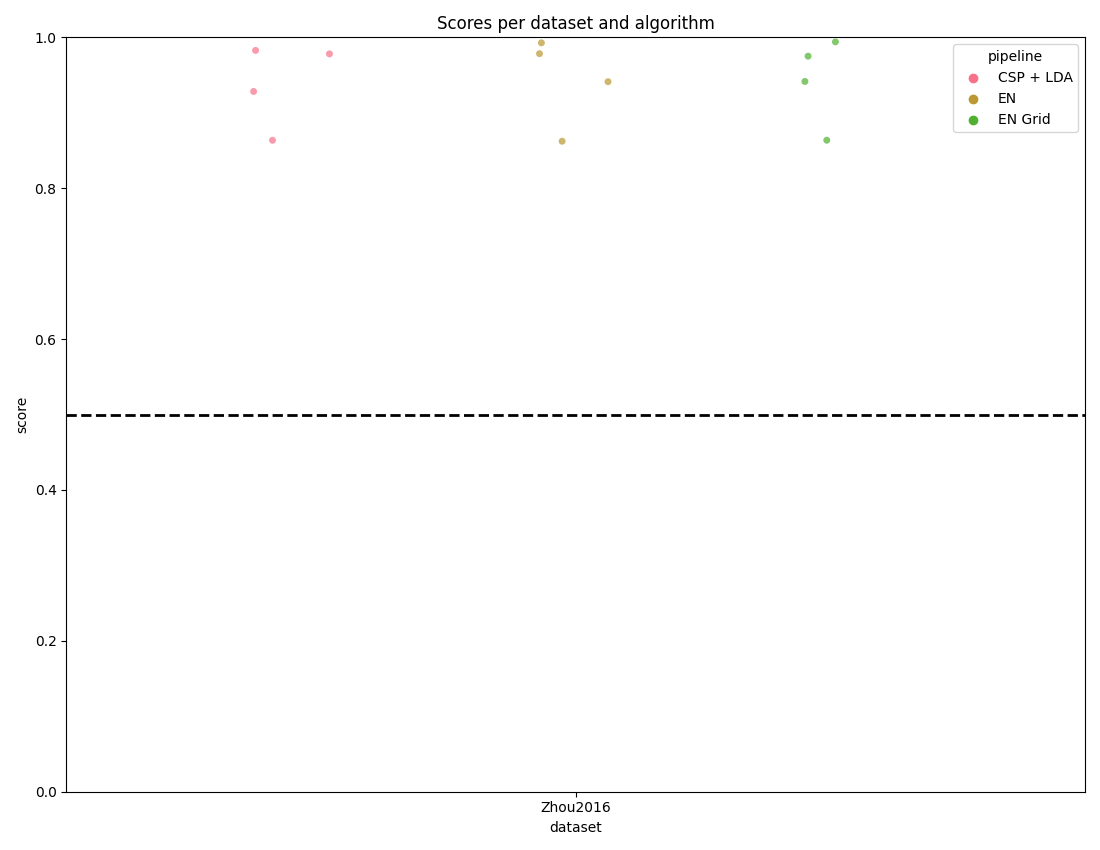 Scores per dataset and algorithm
pipeline
CSP + LDA
EN
EN Grid
1.0
0.8
0.6
0.4
0.2
0.0
score
Zhou2016
dataset